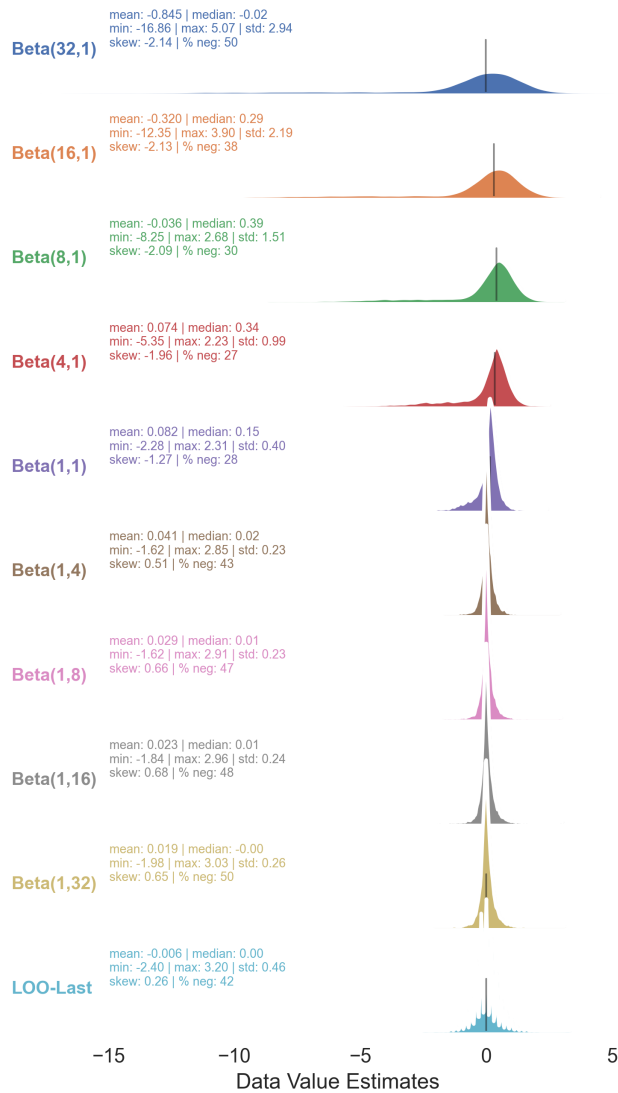 mean: -0.845 | median: -0.02
min: -16.86 | max: 5.07 | std: 2.94
skew: -2.14 | % neg: 50
Beta(32,1)
mean: -0.320 | median: 0.29
min: -12.35 | max: 3.90 | std: 2.19
skew: -2.13 | % neg: 38
Beta(16,1)
mean: -0.036 | median: 0.39
min: -8.25 | max: 2.68 | std: 1.51
skew: -2.09 | % neg: 30
Beta(8,1)
mean: 0.074 | median: 0.34
min: -5.35 | max: 2.23 | std: 0.99
skew: -1.96 | % neg: 27
Beta(4,1)
mean: 0.082 | median: 0.15
min: -2.28 | max: 2.31 | std: 0.40
skew: -1.27 | % neg: 28
Beta(1,1)
mean: 0.041 | median: 0.02
min: -1.62 | max: 2.85 | std: 0.23
skew: 0.51 | % neg: 43
Beta(1,4)
mean: 0.029 | median: 0.01
min: -1.62 | max: 2.91 | std: 0.23
skew: 0.66 | % neg: 47
Beta(1,8)
mean: 0.023 | median: 0.01
min: -1.84 | max: 2.96 | std: 0.24
skew: 0.68 | % neg: 48
Beta(1,16)
mean: 0.019 | median: -0.00
min: -1.98 | max: 3.03 | std: 0.26
skew: 0.65 | % neg: 50
Beta(1,32)
mean: -0.006 | median: 0.00
min: -2.40 | max: 3.20 | std: 0.46
skew: 0.26 | % neg: 42
LOO-Last
−15 −10 −5 0 5
Data Value Estimates